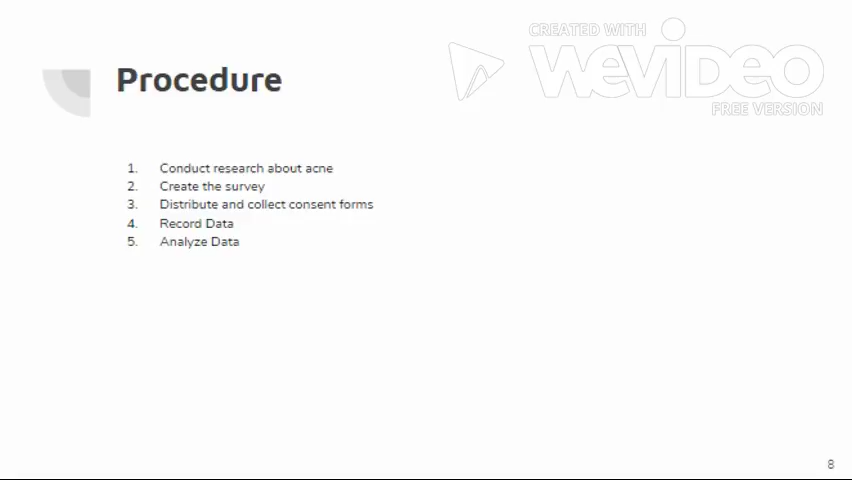 CREATED WITH
WEVIDEO
FREE VERSION
Procedure
1. Conduct research about acne
2. Create the survey
3. Distribute and collect consent forms
4. Record Data
5. Analyze Data
8